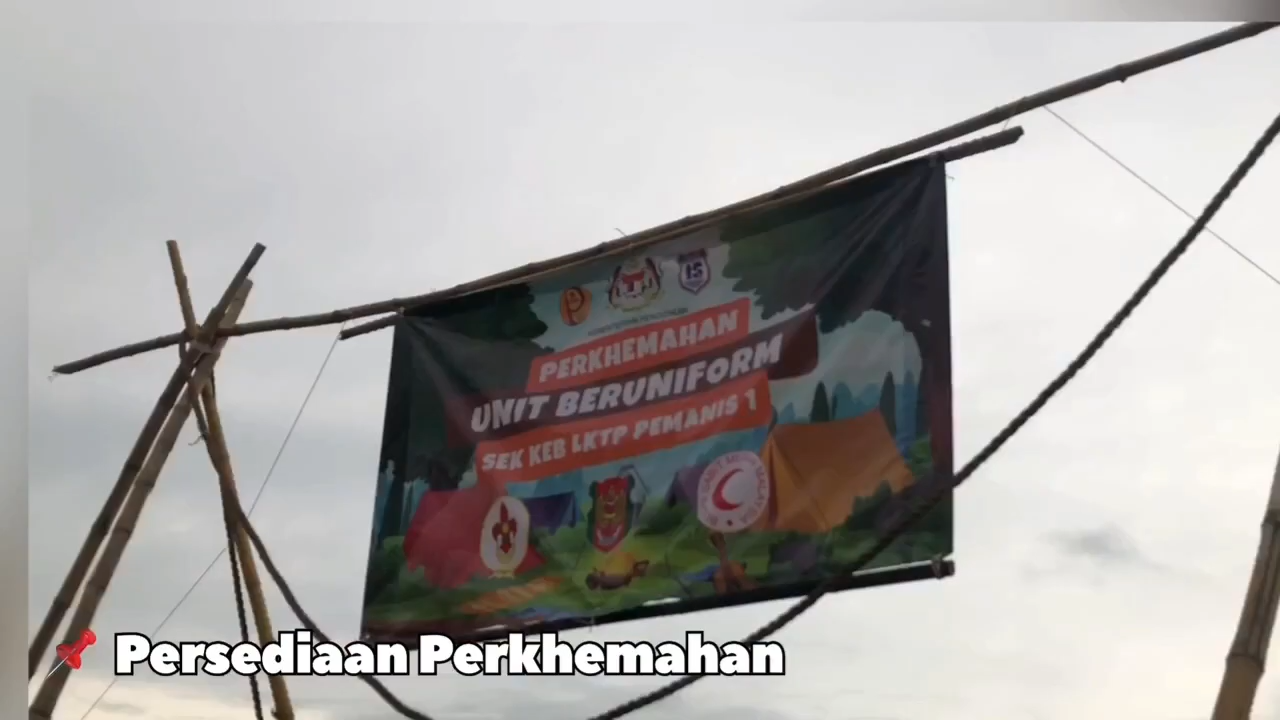 PERKHEMAHAN
UNIT BERUNIFORM
SEK KEB LKTP PEMANIS 1
Persediaan Perkhemahan